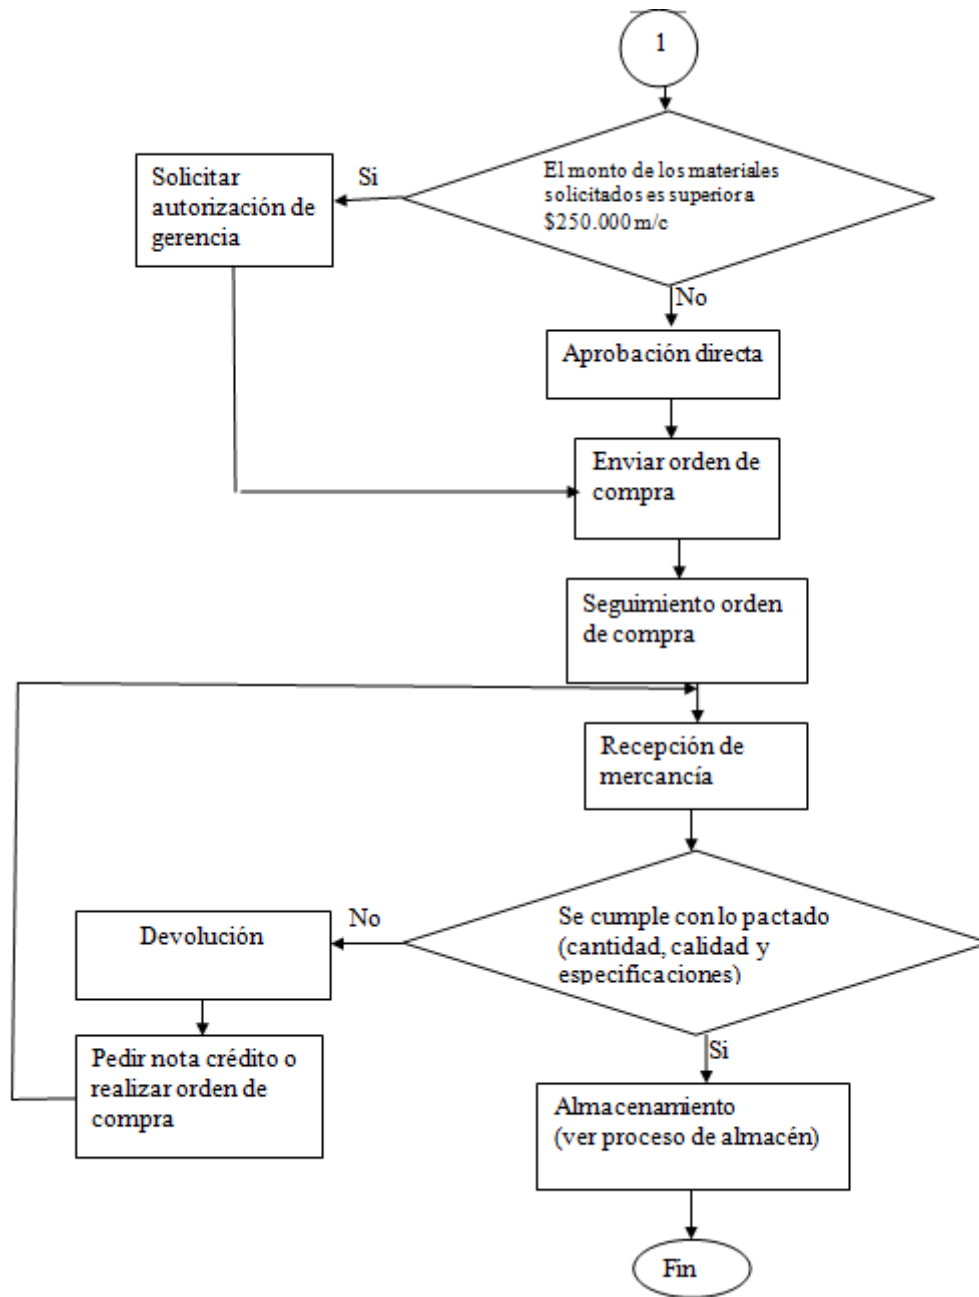 1
El monto de los materiales
solicitados es superior a
$250.000 m/c
Si
Solicitar
autorización de
gerencia
No
Aprobación directa
Enviar orden de
compra
Seguimiento orden
de compra
Recepción de
mercancía
Se cumple con lo pactado
(cantidad, calidad y
especificaciones)
No
Devolución
Pedir nota crédito o
realizar orden de
compra
Si
Almacenamiento
(ver proceso de almacén)
Fin